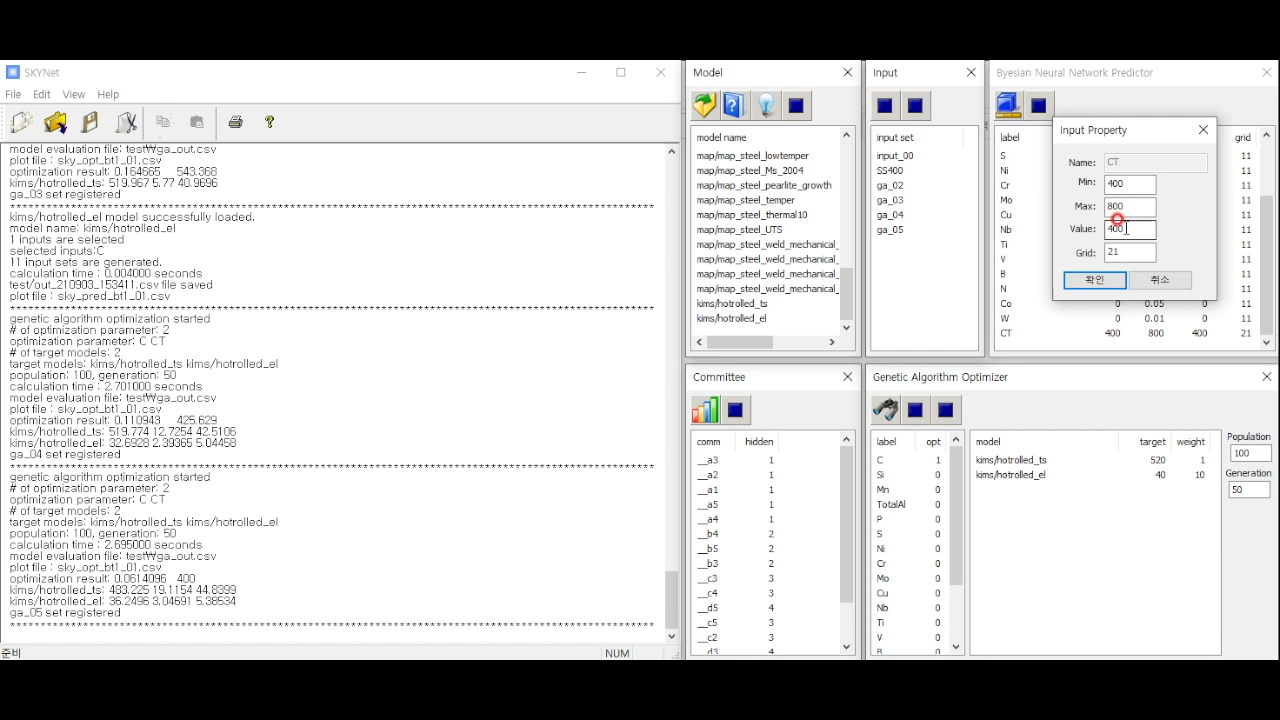 SKYNet
File Edit View Help
model evaluation file: test₩ga_out.csv
plot file : sky_opt_bt1_01.csv
optimization result: 0.164665 543.368
kims/hotrolled_ts: 519.967 5.77 40.9696
ga_03 set registered
kims/hotrolled_el model successfully loaded.
model name: kims/hotrolled_el
1 inputs are selected
selected inputs:C
11 input sets are generated.
calculation time : 0.004000 seconds
test/out_210903_153411.csv file saved
plot file : sky_pred_bt1_01.csv
genetic algorithm optimization started
# of optimization parameter: 2
optimization parameter: C CT
# of target models: 2
target models: kims/hotrolled_ts kims/hotrolled_el
population: 100, generation: 50
calculation time : 2.701000 seconds
model evaluation file: test₩ga_out.csv
plot file : sky_opt_bt1_01.csv
optimization result: 0.110943 425.629
kims/hotrolled_ts: 519.774 12.7254 42.5106
kims/hotrolled_el: 32.6928 2.39365 5.04458
ga_04 set registered
genetic algorithm optimization started
# of optimization parameter: 2
optimization parameter: C CT
# of target models: 2
target models: kims/hotrolled_ts kims/hotrolled_el
population: 100, generation: 50
calculation time : 2.695000 seconds
model evaluation file: test₩ga_out.csv
plot file : sky_opt_bt1_01.csv
optimization result: 0.0614096 400
kims/hotrolled_ts: 483.225 19.1154 44.8399
kims/hotrolled_el: 36.2496 3.04691 5.38534
ga_05 set registered
준비 NUM
Model
model name
map/map_steel_lowtemper
map/map_steel_Ms_2004
map/map_steel_pearlite_growth
map/map_steel_temper
map/map_steel_thermal10
map/map_steel_UTS
map/map_steel_weld_mechanical_
map/map_steel_weld_mechanical_
map/map_steel_weld_mechanical_
map/map_steel_weld_mechanical_
kims/hotrolled_ts
kims/hotrolled_el
Input
input set
input_00
SS400
ga_02
ga_03
ga_04
ga_05
Byesian Neural Network Predictor
label grid
S 11
Ni 11
Cr 11
Mo 11
Cu 11
Nb 11
Ti 11
V 11
B 11
N 11
Co 0 0.05 0 11
W 0 0.01 0 11
CT 400 800 400 21
Input Property
Name: CT
Min: 400
Max: 800
Value: 400
Grid: 21
확인 취소
Committee
comm hidden
__a3 1
__a2 1
__a1 1
__a5 1
__a4 1
__b4 2
__b5 2
__b3 2
__c3 3
__c4 3
__d5 4
__c5 3
__c2 3
__d3 4
Genetic Algorithm Optimizer
label opt
C 1
Si 0
Mn 0
TotalAl 0
P 0
S 0
Ni 0
Cr 0
Mo 0
Cu 0
Nb 0
Ti 0
V 0
B 0
model target weight
kims/hotrolled_ts 520 1
kims/hotrolled_el 40 10
Population
100
Generation
50